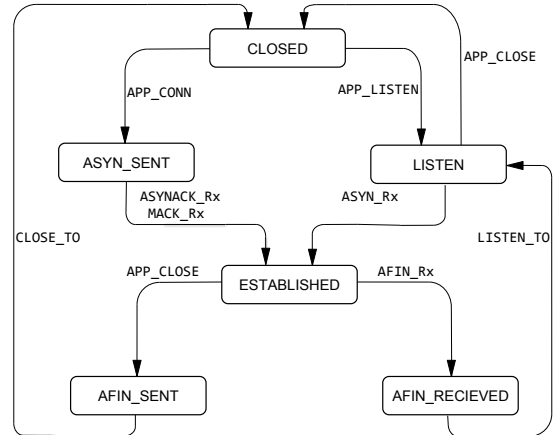 CLOSED
APP_CLOSE
APP_CONN
APP_LISTEN
ASYN_SENT
LISTEN
ASYNACK_Rx
MACK_Rx
ASYN_Rx
CLOSE_TO
LISTEN_TO
APP_CLOSE
AFIN_Rx
ESTABLISHED
AFIN_SENT
AFIN_RECIEVED